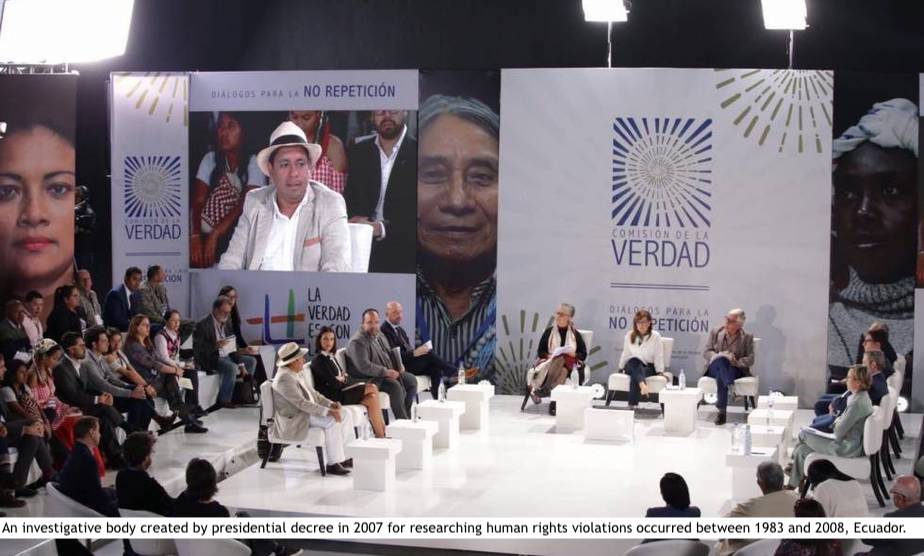 DIÁLOGOS PARA LA NO REPETICIÓN
COMISIÓN DE LA
VERDAD
LA
VERDAD
COMISIÓN DE LA
VERDAD
DIÁLOGOS PARA LA
NO REPETICIÓN
An investigative body created by presidential decree in 2007 for researching human rights violations occurred between 1983 and 2008, Ecuador.